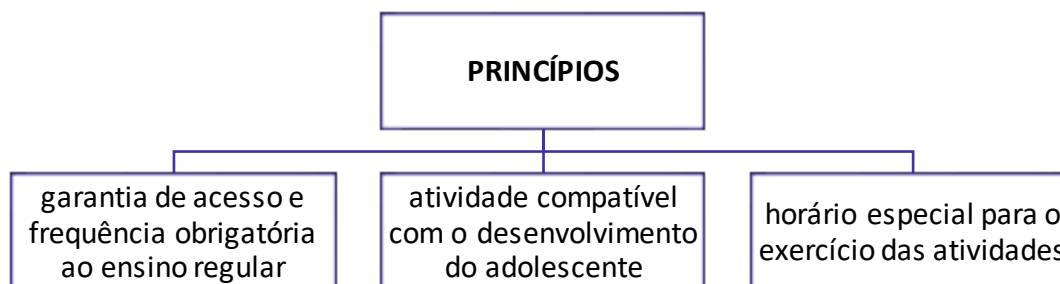 PRINCÍPIOS
garantia de acesso e
frequência obrigatória
ao ensino regular
atividade compatível
com o desenvolvimento
do adolescente
horário especial para o
exercício das atividades